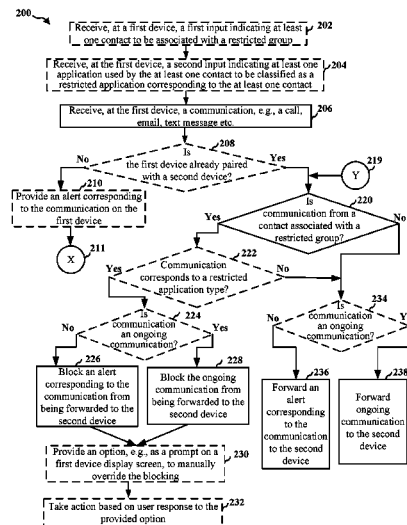 200
Receive, at a first device, a first input indicating at least
one contact to be associated with a restricted group
202
Receive, at the first device, a second input indicating at least one
application used by the at least one contact to be classified as a
restricted application corresponding to the at least one contact
204
Receive, at the first device, a communication, e.g., a call,
email, text message etc.
206
Is
the first device already paired
with a second device?
208
No
Yes
210
Provide an alert corresponding
to the communication on the
first device
X
211
Y
219
Is
communication from a
contact associated with a
restricted group?
220
Yes
No
222
Communication
corresponds to a restricted
application type?
Yes
No
Is
communication
an ongoing
communication?
224
No
Yes
Is
communication
an ongoing
communication?
234
No
Yes
226
Block an alert
corresponding to the
communication from
being forwarded to the
second device
228
Block the ongoing
communication from
being forwarded to the
second device
236
Forward an
alert
corresponding
to the
communication
to the second
device
238
Forward
ongoing
communication
to the second
device
Provide an option, e.g., as a prompt on a
first device display screen, to manually
override the blocking
230
Take action based on user response to the
provided option
232